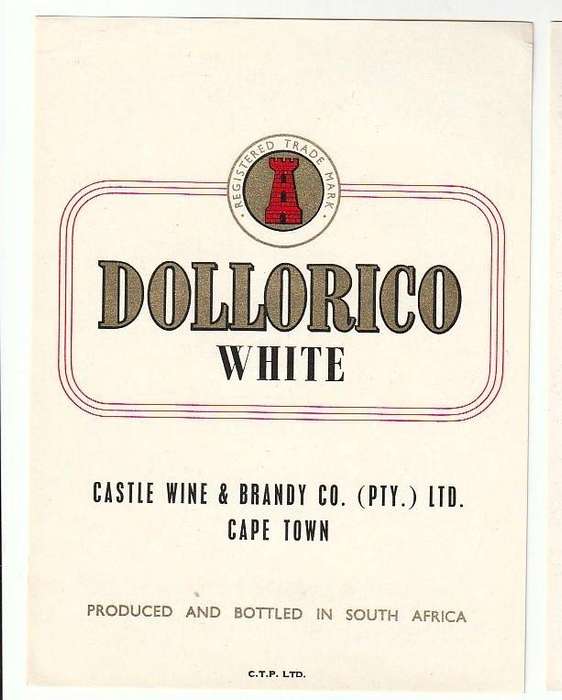 · REGISTERED TRADE MARK ·
DOLLORICO
WHITE
CASTLE WINE & BRANDY CO. (PTY.) LTD.
CAPE TOWN
PRODUCED AND BOTTLED IN SOUTH AFRICA
C.T.P. LTD.